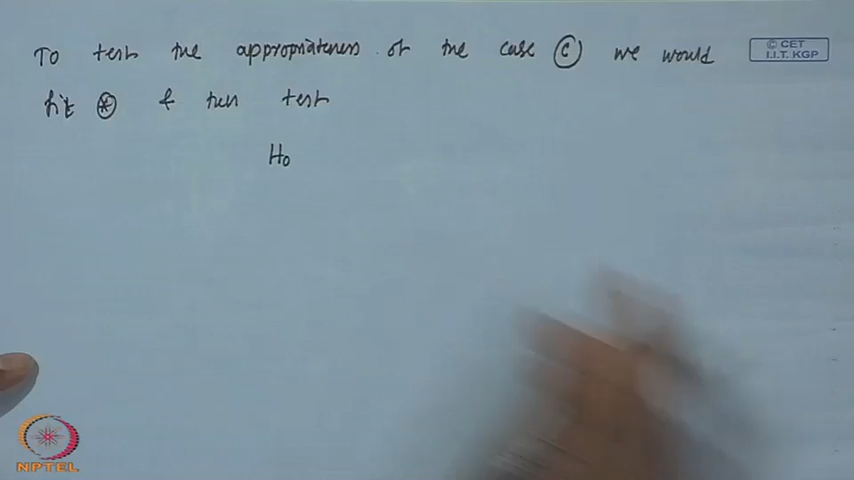 To test the appropriateness of the case Ⓒ we would
fit ⊛ & then test
H₀
© CET
I.I.T. KGP
NPTEL